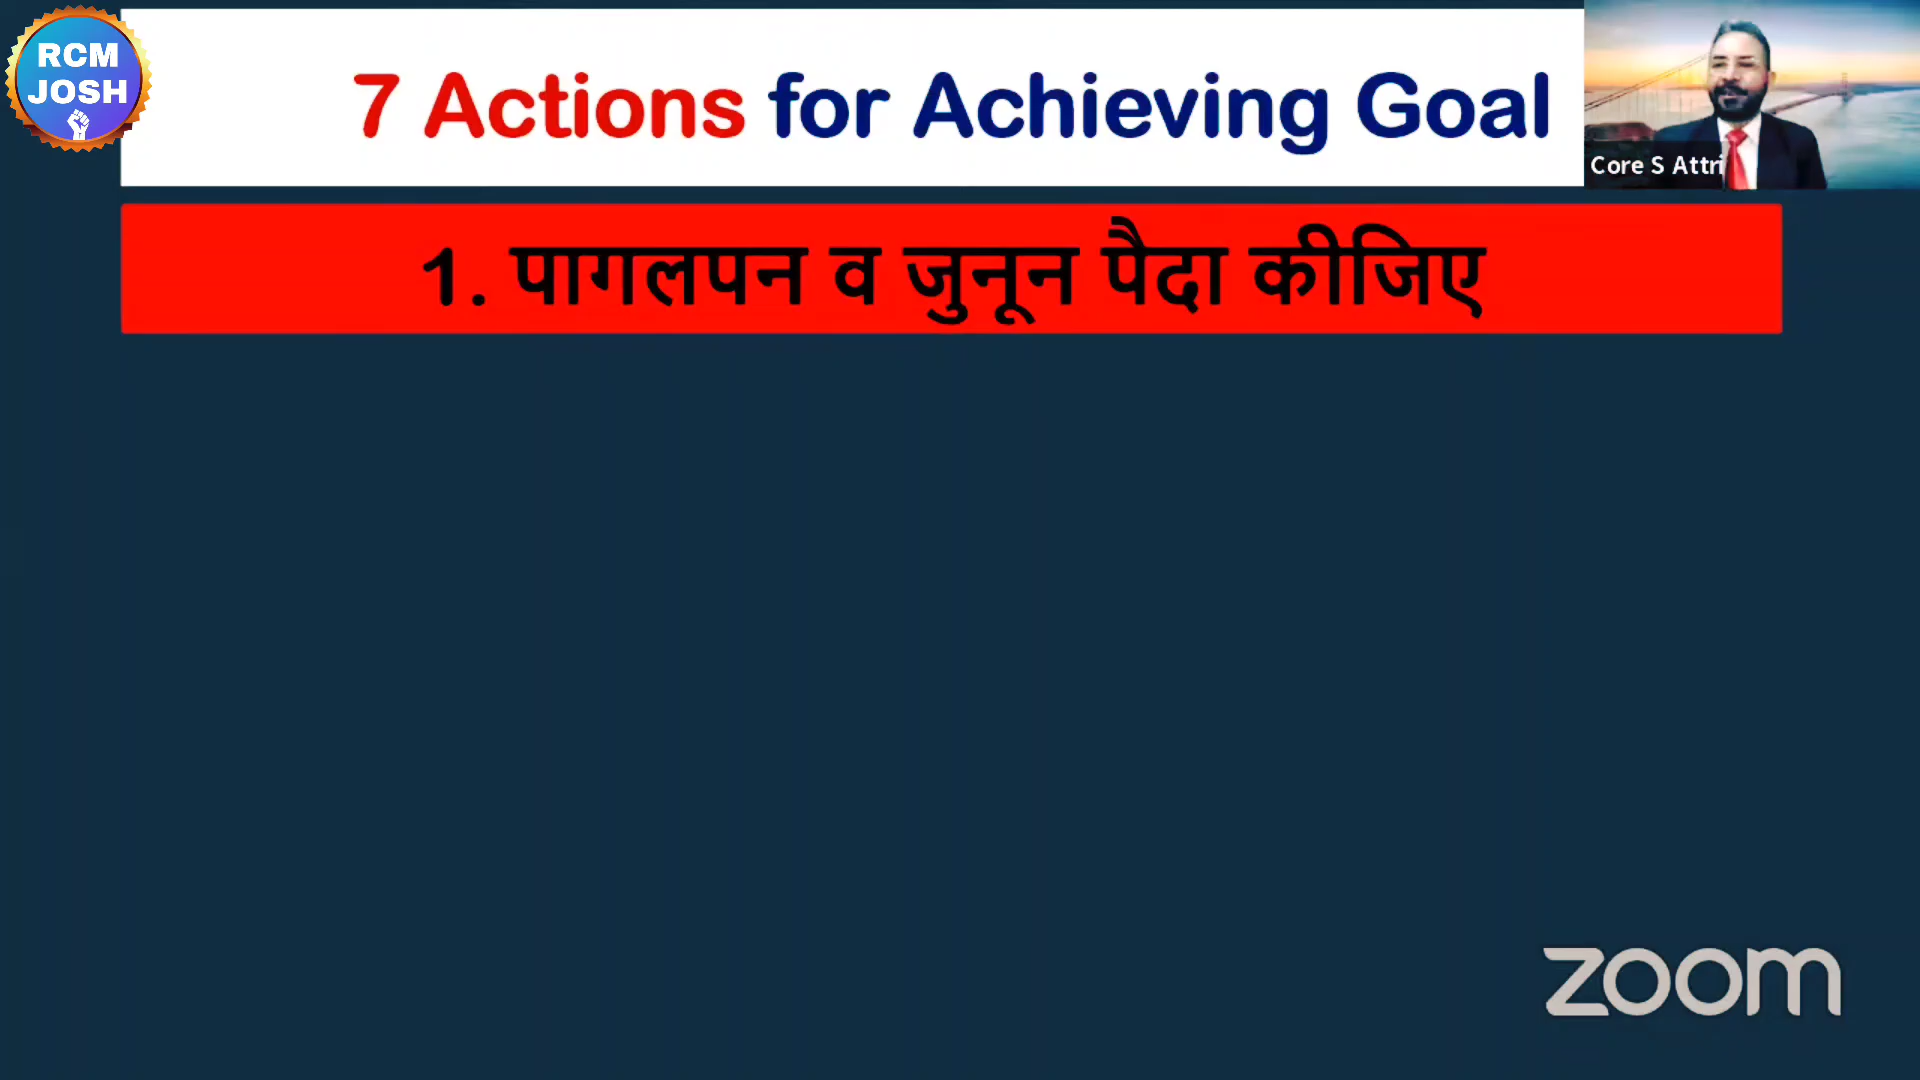 RCM
JOSH
7 Actions for Achieving Goal
Core S Attri
1. पागलपन व जुनून पैदा कीजिए
zoom